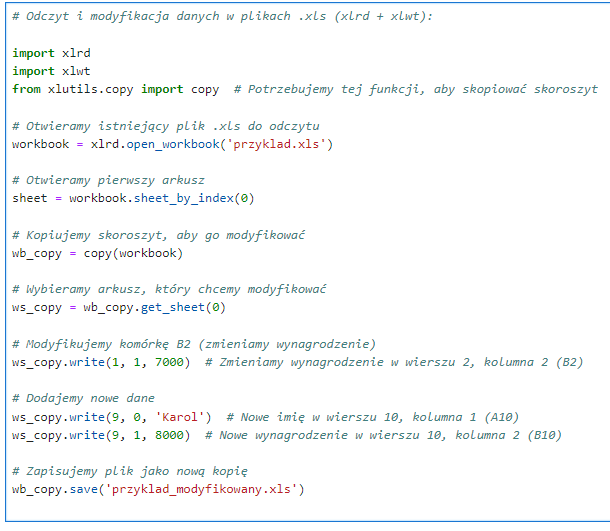 # Odczyt i modyfikacja danych w plikach .xls (xlrd + xlwt):
import xlrd
import xlwt
from xlutils.copy import copy  # Potrzebujemy tej funkcji, aby skopiować skoroszyt
# Otwieramy istniejący plik .xls do odczytu
workbook = xlrd.open_workbook('przyklad.xls')
# Otwieramy pierwszy arkusz
sheet = workbook.sheet_by_index(0)
# Kopiujemy skoroszyt, aby go modyfikować
wb_copy = copy(workbook)
# Wybieramy arkusz, który chcemy modyfikować
ws_copy = wb_copy.get_sheet(0)
# Modyfikujemy komórkę B2 (zmieniamy wynagrodzenie)
ws_copy.write(1, 1, 7000)  # Zmieniamy wynagrodzenie w wierszu 2, kolumna 2 (B2)
# Dodajemy nowe dane
ws_copy.write(9, 0, 'Karol')  # Nowe imię w wierszu 10, kolumna 1 (A10)
ws_copy.write(9, 1, 8000)  # Nowe wynagrodzenie w wierszu 10, kolumna 2 (B10)
# Zapisujemy plik jako nową kopię
wb_copy.save('przyklad_modyfikowany.xls')